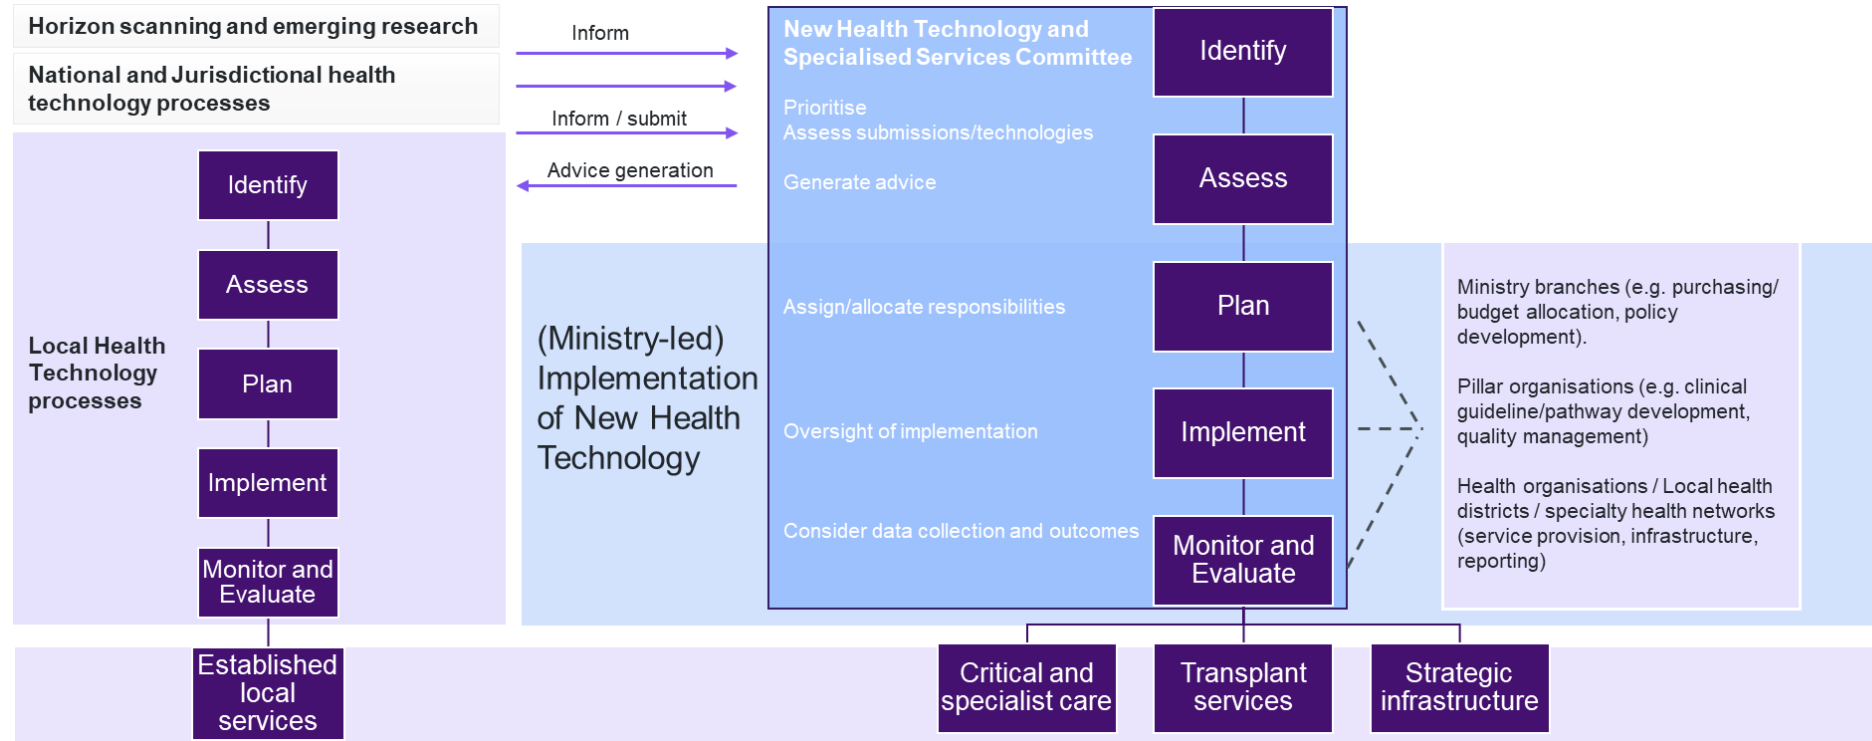 Horizon scanning and emerging research
National and Jurisdictional health
technology processes
Inform
Inform / submit
Advice generation
Local Health
Technology
processes
Identify
Assess
Plan
Implement
Monitor and
Evaluate
Established
local
services
(Ministry-led)
Implementation
of New Health
Technology
New Health Technology and
Specialised Services Committee
Prioritise
Assess submissions/technologies
Generate advice
Assign/allocate responsibilities
Oversight of implementation
Consider data collection and outcomes
Identify
Assess
Plan
Implement
Monitor and
Evaluate
Critical and
specialist care
Transplant
services
Strategic
infrastructure
Ministry branches (e.g. purchasing/
budget allocation, policy
development).
Pillar organisations (e.g. clinical
guideline/pathway development,
quality management)
Health organisations / Local health
districts / specialty health networks
(service provision, infrastructure,
reporting)